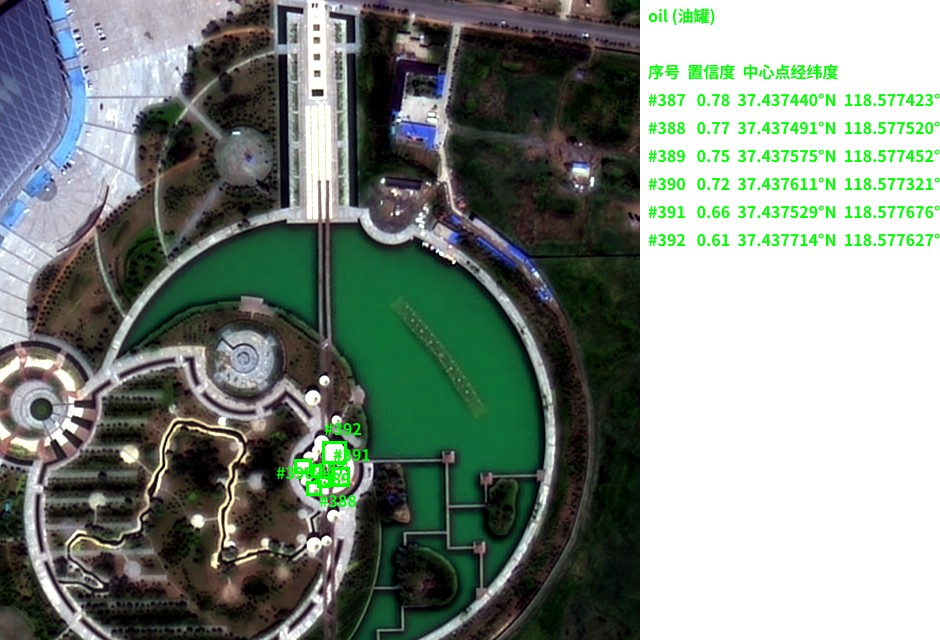 oil (油罐)
序号 置信度 中心点经纬度
#387 0.78 37.437440°N 118.577423°
#388 0.77 37.437491°N 118.577520°
#389 0.75 37.437575°N 118.577452°
#390 0.72 37.437611°N 118.577321°
#391 0.66 37.437529°N 118.577676°
#392 0.61 37.437714°N 118.577627°
#392
#391
#388